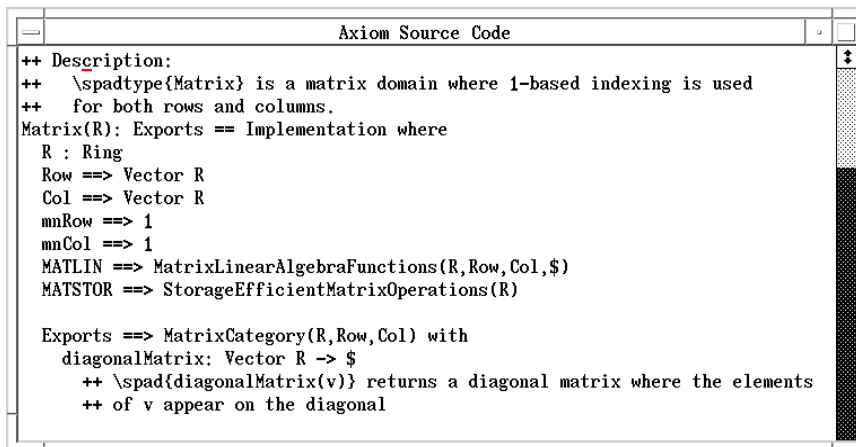 Axiom Source Code
++ Description:
++   \spadtype{Matrix} is a matrix domain where 1-based indexing is used
++   for both rows and columns.
Matrix(R): Exports == Implementation where
  R : Ring
  Row ==> Vector R
  Col ==> Vector R
  mnRow ==> 1
  mnCol ==> 1
  MATLIN ==> MatrixLinearAlgebraFunctions(R,Row,Col,$)
  MATSTOR ==> StorageEfficientMatrixOperations(R)

  Exports ==> MatrixCategory(R,Row,Col) with
    diagonalMatrix: Vector R -> $
      ++ \spad{diagonalMatrix(v)} returns a diagonal matrix where the elements
      ++ of v appear on the diagonal